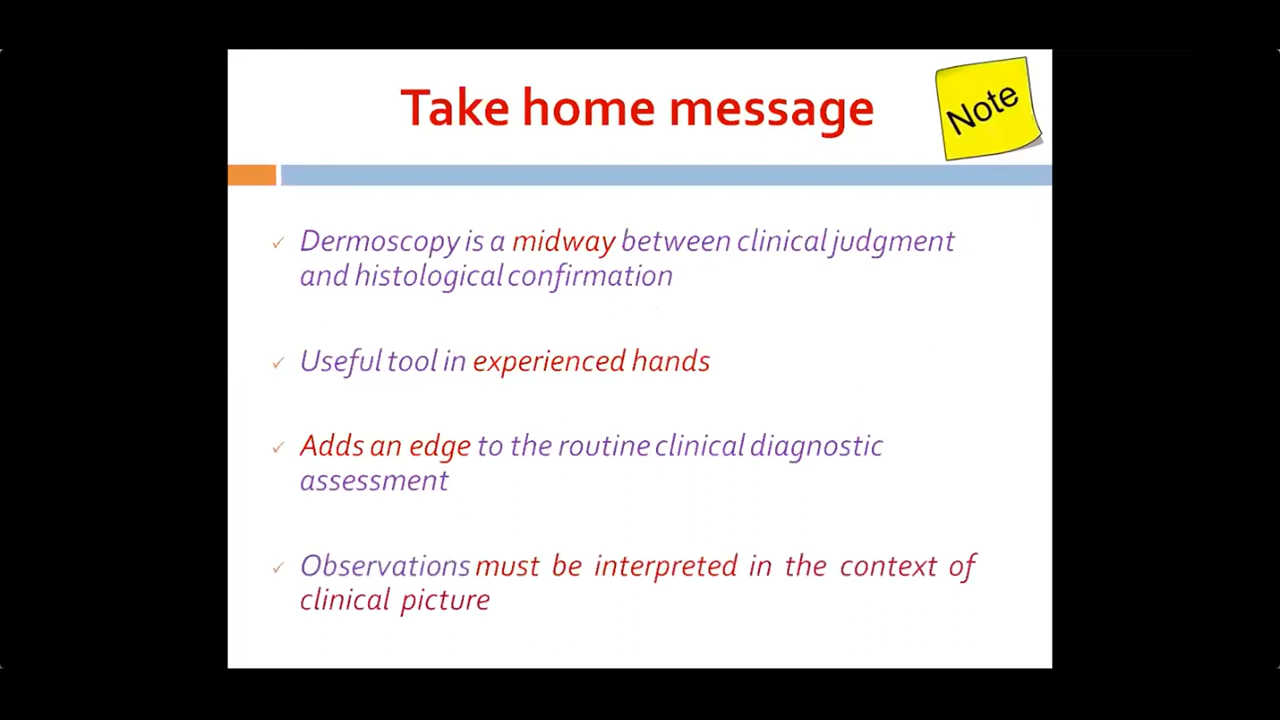 Take home message
Note
✓ Dermoscopy is a midway between clinical judgment
and histological confirmation
✓ Useful tool in experienced hands
✓ Adds an edge to the routine clinical diagnostic
assessment
✓ Observations must be interpreted in the context of
clinical picture